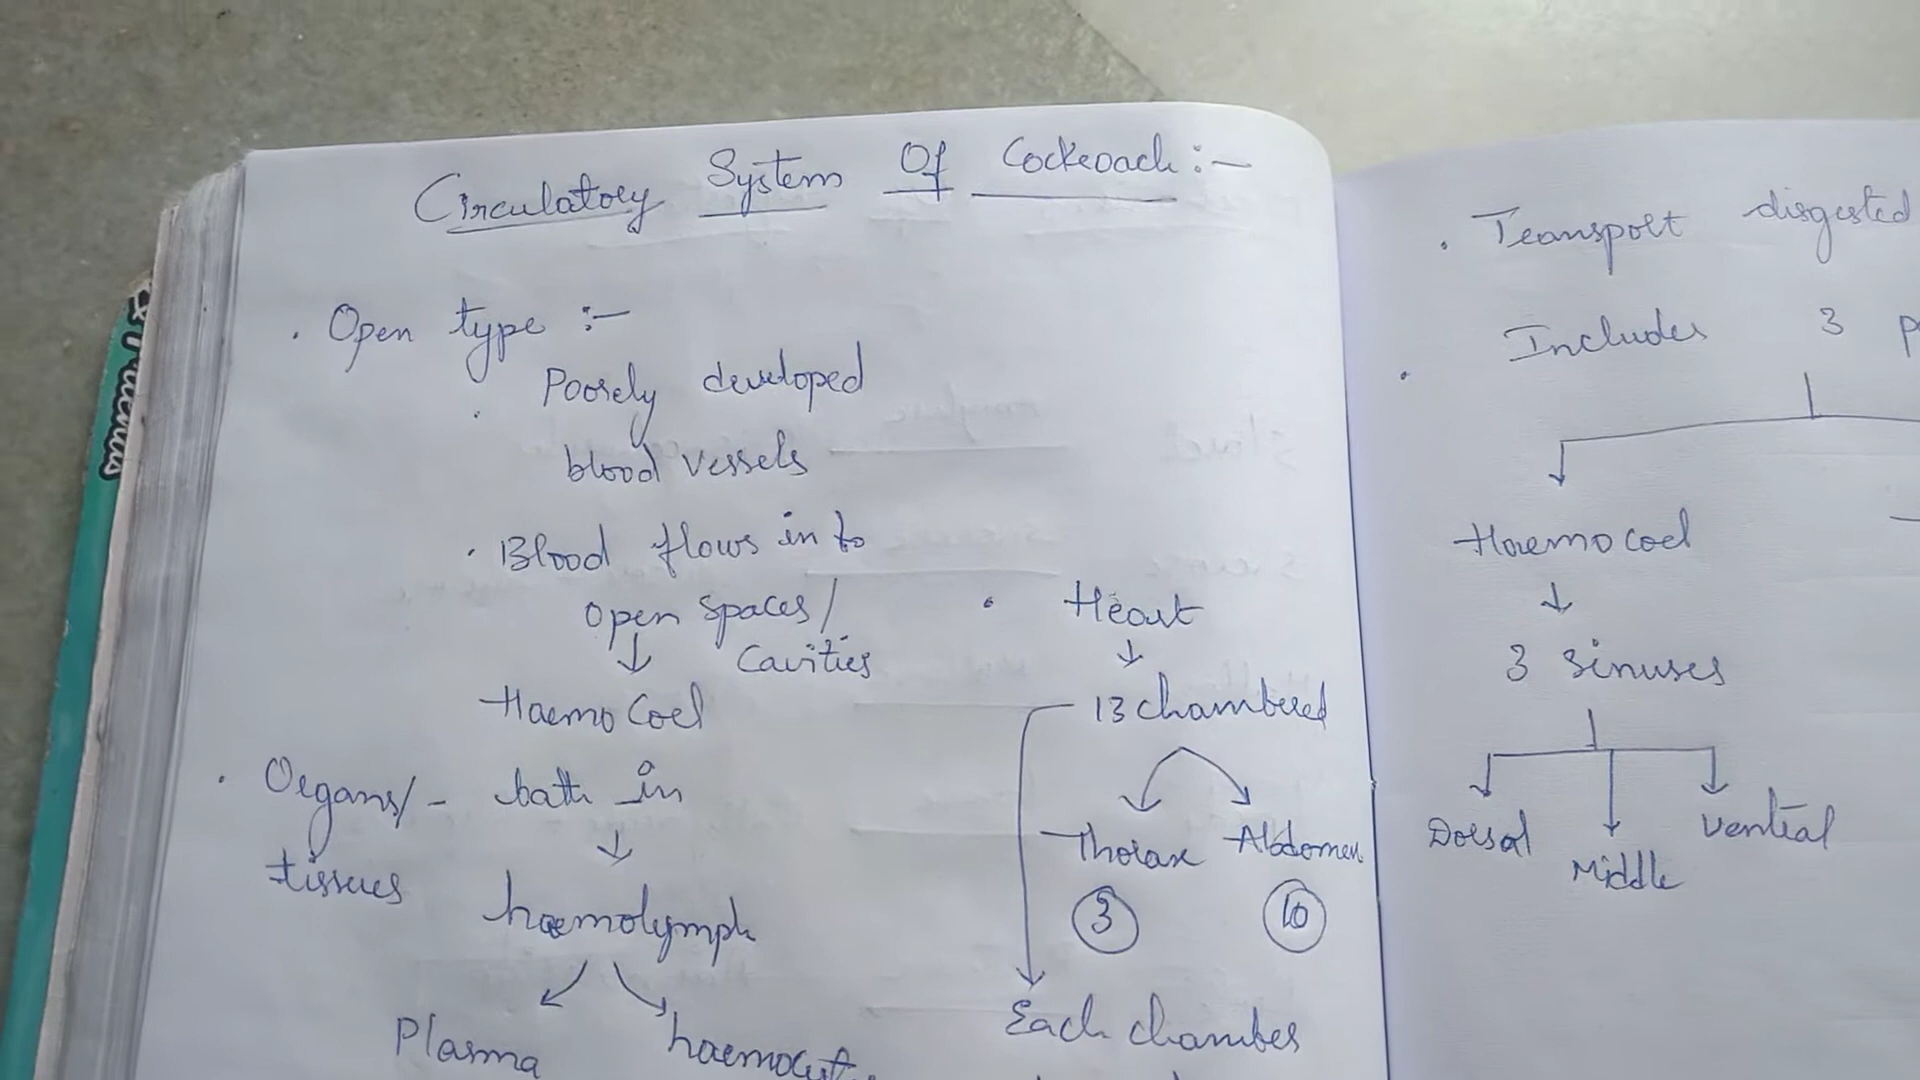 Circulatory System Of Cockroach :-
. Open type :-
. Poorely developed
blood vessels
. Blood flows in to
open spaces/
cavities
↓
Haemo Coel
. Organs/ - bath in
tissues
↓
haemolymph
Plasma
. Heart
↓
13 chambered
Thorax Abdomen
3 10
Each chamber
. Transport disgested
. Includes 3
Haemo coel
↓
3 sinuses
Dorsal Middle ventral